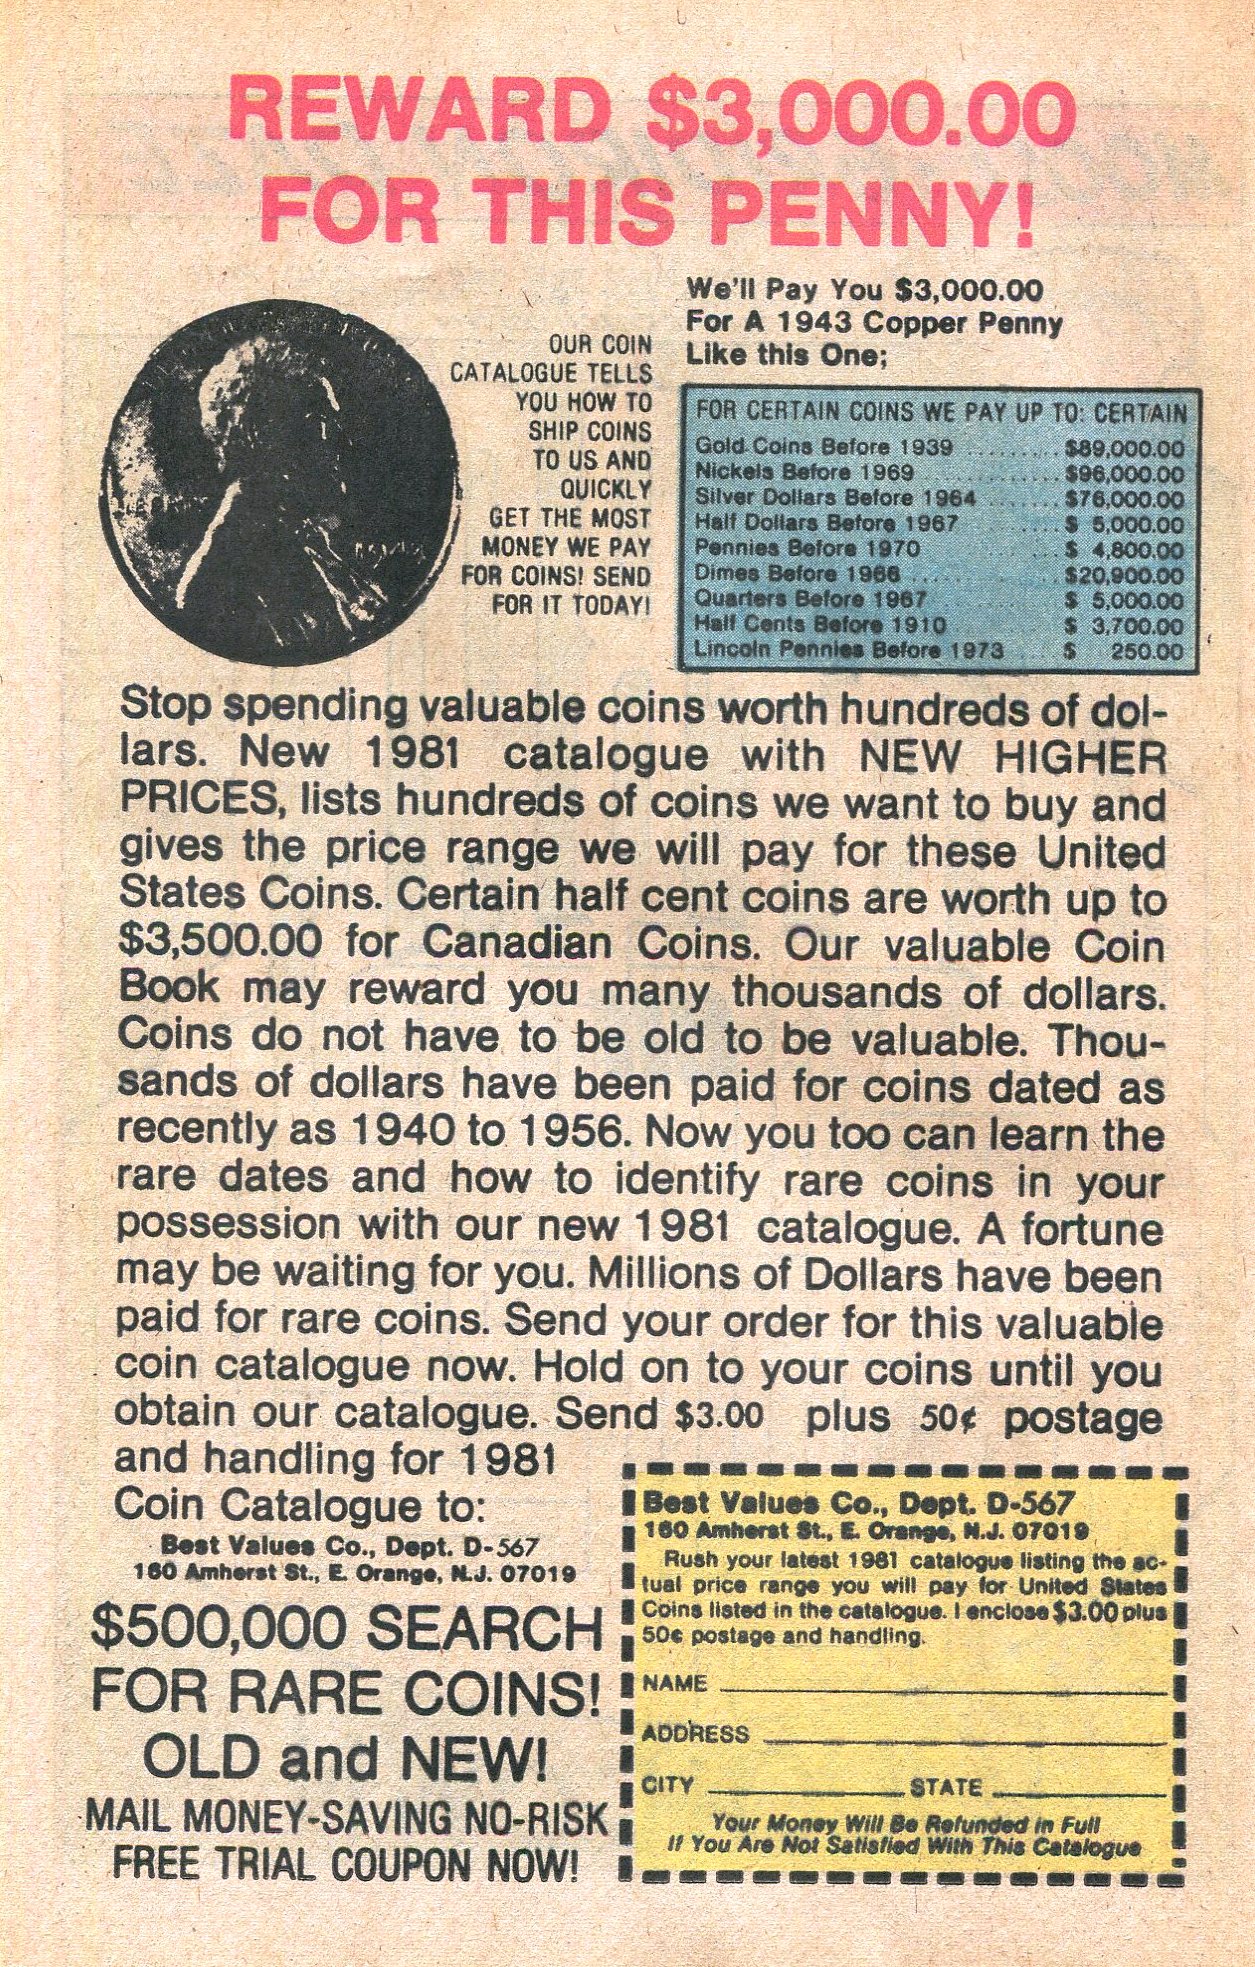 REWARD $3,000.00
FOR THIS PENNY!
OUR COIN
CATALOGUE TELLS
YOU HOW TO
SHIP COINS
TO US AND
QUICKLY
GET THE MOST
MONEY WE PAY
FOR COINS! SEND
FOR IT TODAY!
We'll Pay You $3,000.00
For A 1943 Copper Penny
Like this One;
FOR CERTAIN COINS WE PAY UP TO: CERTAIN
Gold Coins Before 1939 ......... $89,000.00
Nickels Before 1969 ............ $96,000.00
Silver Dollars Before 1964 ...... $76,000.00
Half Dollars Before 1967 ..... $ 5,000.00
Pennies Before 1970 ... $ 4,800.00
Dimes Before 1966 ............. $20,900.00
Quarters Before 1967 ... $ 5,000.00
Half Cents Before 1910 ... $ 3,700.00
Lincoln Pennies Before 1973 ... $ 250.00
Stop spending valuable coins worth hundreds of dol-
lars. New 1981 catalogue with NEW HIGHER
PRICES, lists hundreds of coins we want to buy and
gives the price range we will pay for these United
States Coins. Certain half cent coins are worth up to
$3,500.00 for Canadian Coins. Our valuable Coin
Book may reward you many thousands of dollars.
Coins do not have to be old to be valuable. Thou-
sands of dollars have been paid for coins dated as
recently as 1940 to 1956. Now you too can learn the
rare dates and how to identify rare coins in your
possession with our new 1981 catalogue. A fortune
may be waiting for you. Millions of Dollars have been
paid for rare coins. Send your order for this valuable
coin catalogue now. Hold on to your coins until you
obtain our catalogue. Send $3.00 plus 50¢ postage
and handling for 1981
Coin Catalogue to:
Best Values Co., Dept. D-567
160 Amherst St., E. Orange, N.J. 07019
$500,000 SEARCH
FOR RARE COINS!
OLD and NEW!
MAIL MONEY-SAVING NO-RISK
FREE TRIAL COUPON NOW!
Best Values Co., Dept. D-567
160 Amherst St., E. Orange, N.J. 07019
Rush your latest 1981 catalogue listing the ac-
tual price range you will pay for United States
Coins listed in the catalogue. I enclose $3.00 plus
50¢ postage and handling.
NAME
ADDRESS
CITY STATE
Your Money Will Be Refunded in Full
If You Are Not Satisfied With This Catalogue